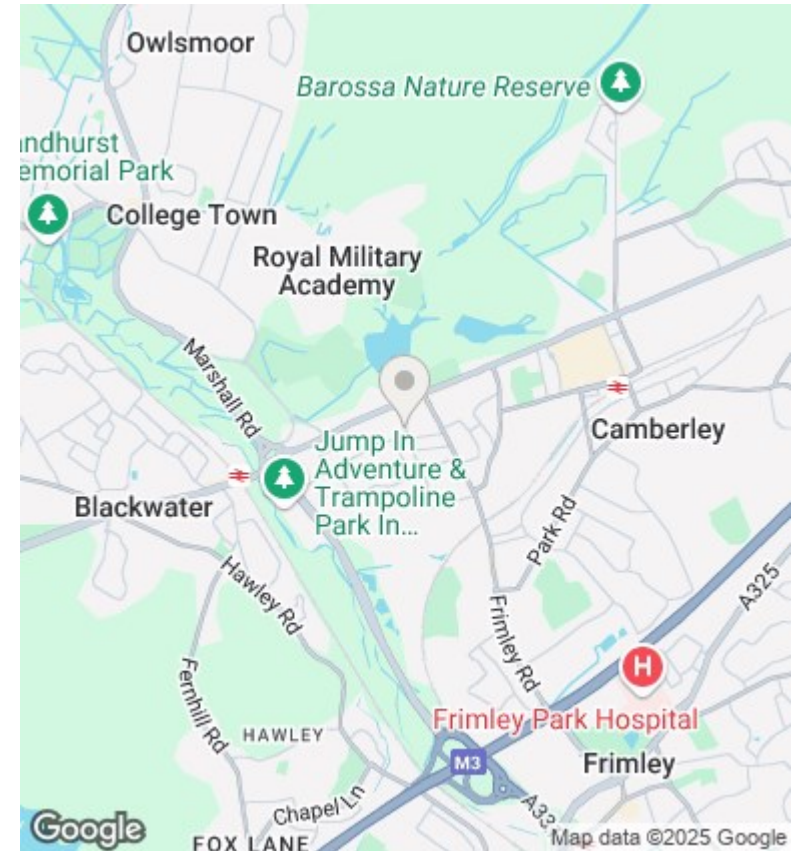 Owlsmoor
Barossa Nature Reserve
andhurst
emorial Park
College Town
Royal Military
Academy
Marshall Rd
Jump In
Adventure &
Trampoline
Park In...
Camberley
Blackwater
Park Rd
Hawley Rd
A325
Frimley Rd
Fernhill Rd
H
Frimley Park Hospital
HAWLEY
M3
Frimley
Chapel Ln
A33
Google
FOX LANE
Map data ©2025 Google